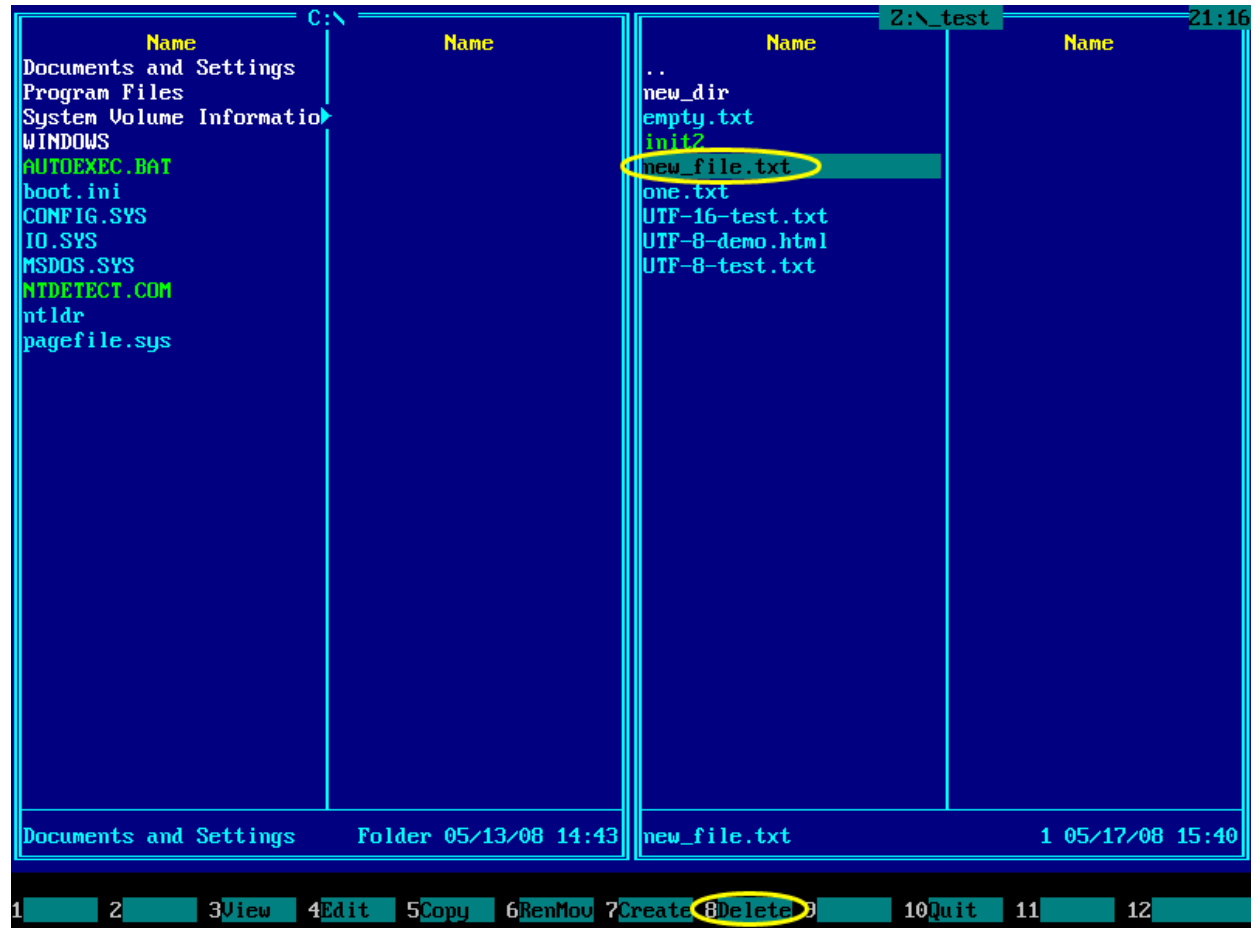 C:\
Name Name
Documents and Settings
Program Files
System Volume Informatio
WINDOWS
AUTOEXEC.BAT
boot.ini
CONFIG.SYS
IO.SYS
MSDOS.SYS
NTDETECT.COM
ntldr
pagefile.sys
Documents and Settings Folder 05/13/08 14:43
Z:\_test 21:16
Name Name
..
new_dir
empty.txt
init2
new_file.txt
one.txt
UTF-16-test.txt
UTF-8-demo.html
UTF-8-test.txt
new_file.txt 1 05/17/08 15:40
1 2 3View 4Edit 5Copy 6RenMov 7Create 8Delete 9 10Quit 11 12